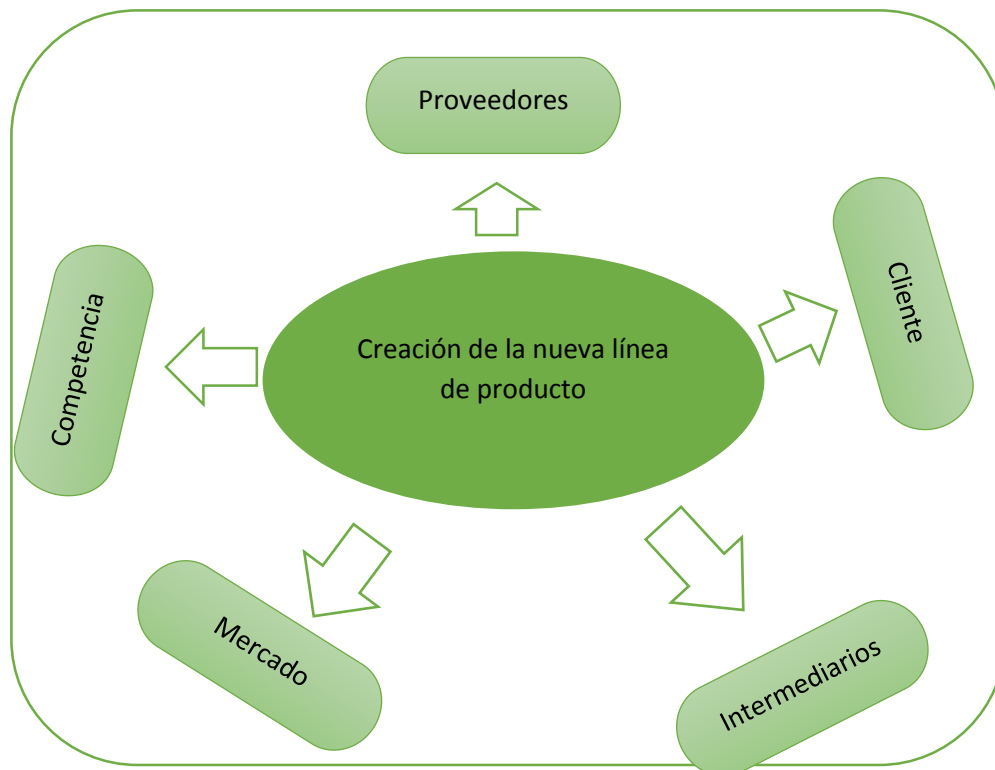 Proveedores
Cliente
Competencia
Creación de la nueva línea
de producto
Mercado
Intermediarios